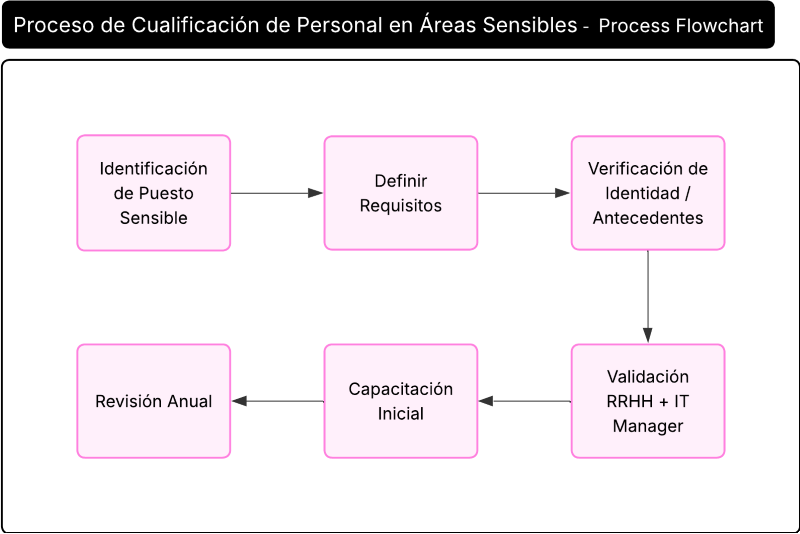 Proceso de Cualificación de Personal en Áreas Sensibles - Process Flowchart
Identificación
de Puesto
Sensible
Definir
Requisitos
Verificación de
Identidad /
Antecedentes
Validación
RRHH + IT
Manager
Capacitación
Inicial
Revisión Anual